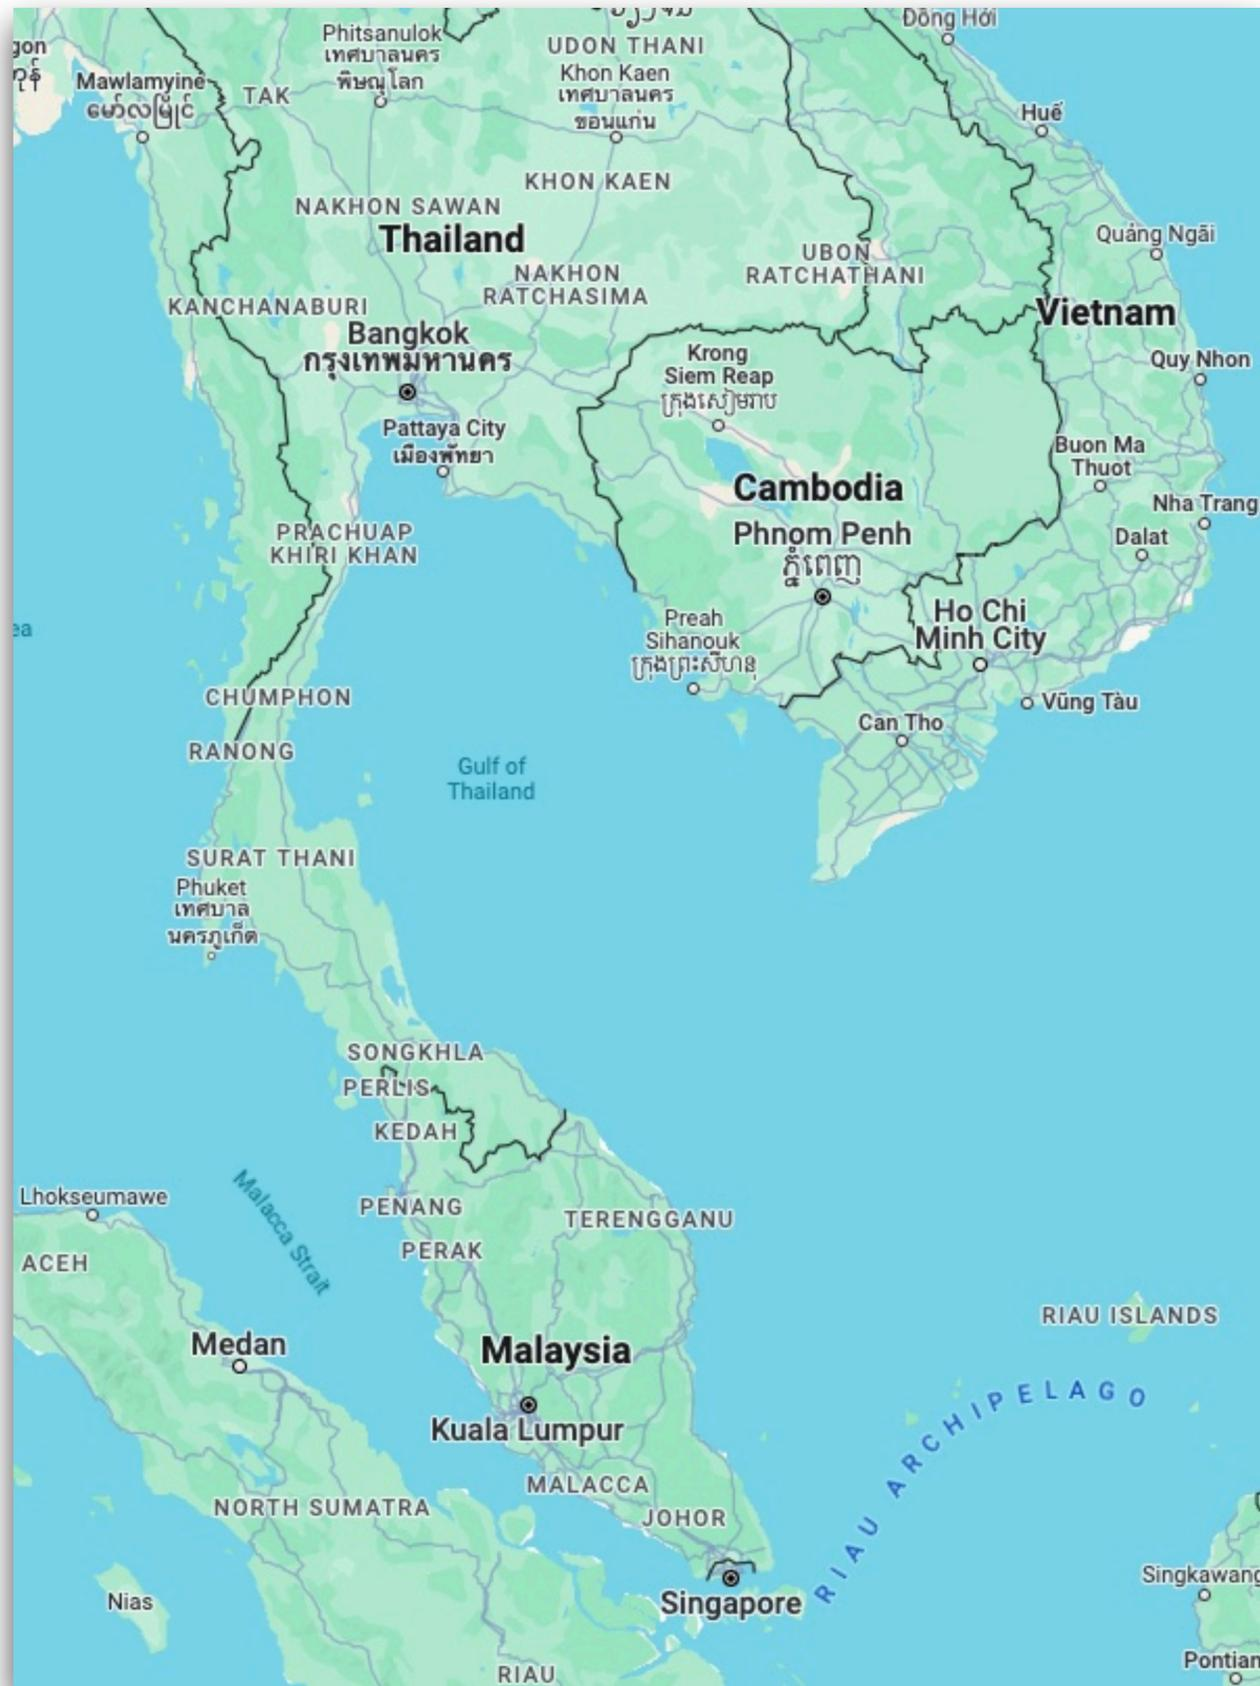 Đồng Hới
Phitsanulok
เทศบาลนคร
พิษณุโลก
UDON THANI
Khon Kaen
เทศบาลนคร
ขอนแก่น
Mawlamyine
မော်လမြိုင်
TAK
Huế
KHON KAEN
NAKHON SAWAN
Thailand
Quảng Ngãi
UBON
RATCHATHANI
NAKHON
RATCHASIMA
KANCHANABURI
Vietnam
Bangkok
กรุงเทพมหานคร
Krong
Siem Reap
ក្រុងសៀមរាប
Quy Nhon
Pattaya City
เมืองพัทยา
Buon Ma
Thuot
Cambodia
Nha Trang
PRACHUAP
KHIRI KHAN
Phnom Penh
ភ្នំពេញ
Dalat
Ho Chi
Minh City
Preah
Sihanouk
ក្រុងព្រះសីហនុ
CHUMPHON
Vũng Tàu
Can Tho
RANONG
Gulf of
Thailand
SURAT THANI
Phuket
เทศบาล
นครภูเก็ต
SONGKHLA
PERLIS
KEDAH
Lhokseumawe
Malacca Strait
PENANG
TERENGGANU
PERAK
ACEH
RIAU ISLANDS
Medan
Malaysia
RIAU ARCHIPELAGO
Kuala Lumpur
MALACCA
NORTH SUMATRA
JOHOR
Singkawang
Nias
Singapore
Pontian
RIAU